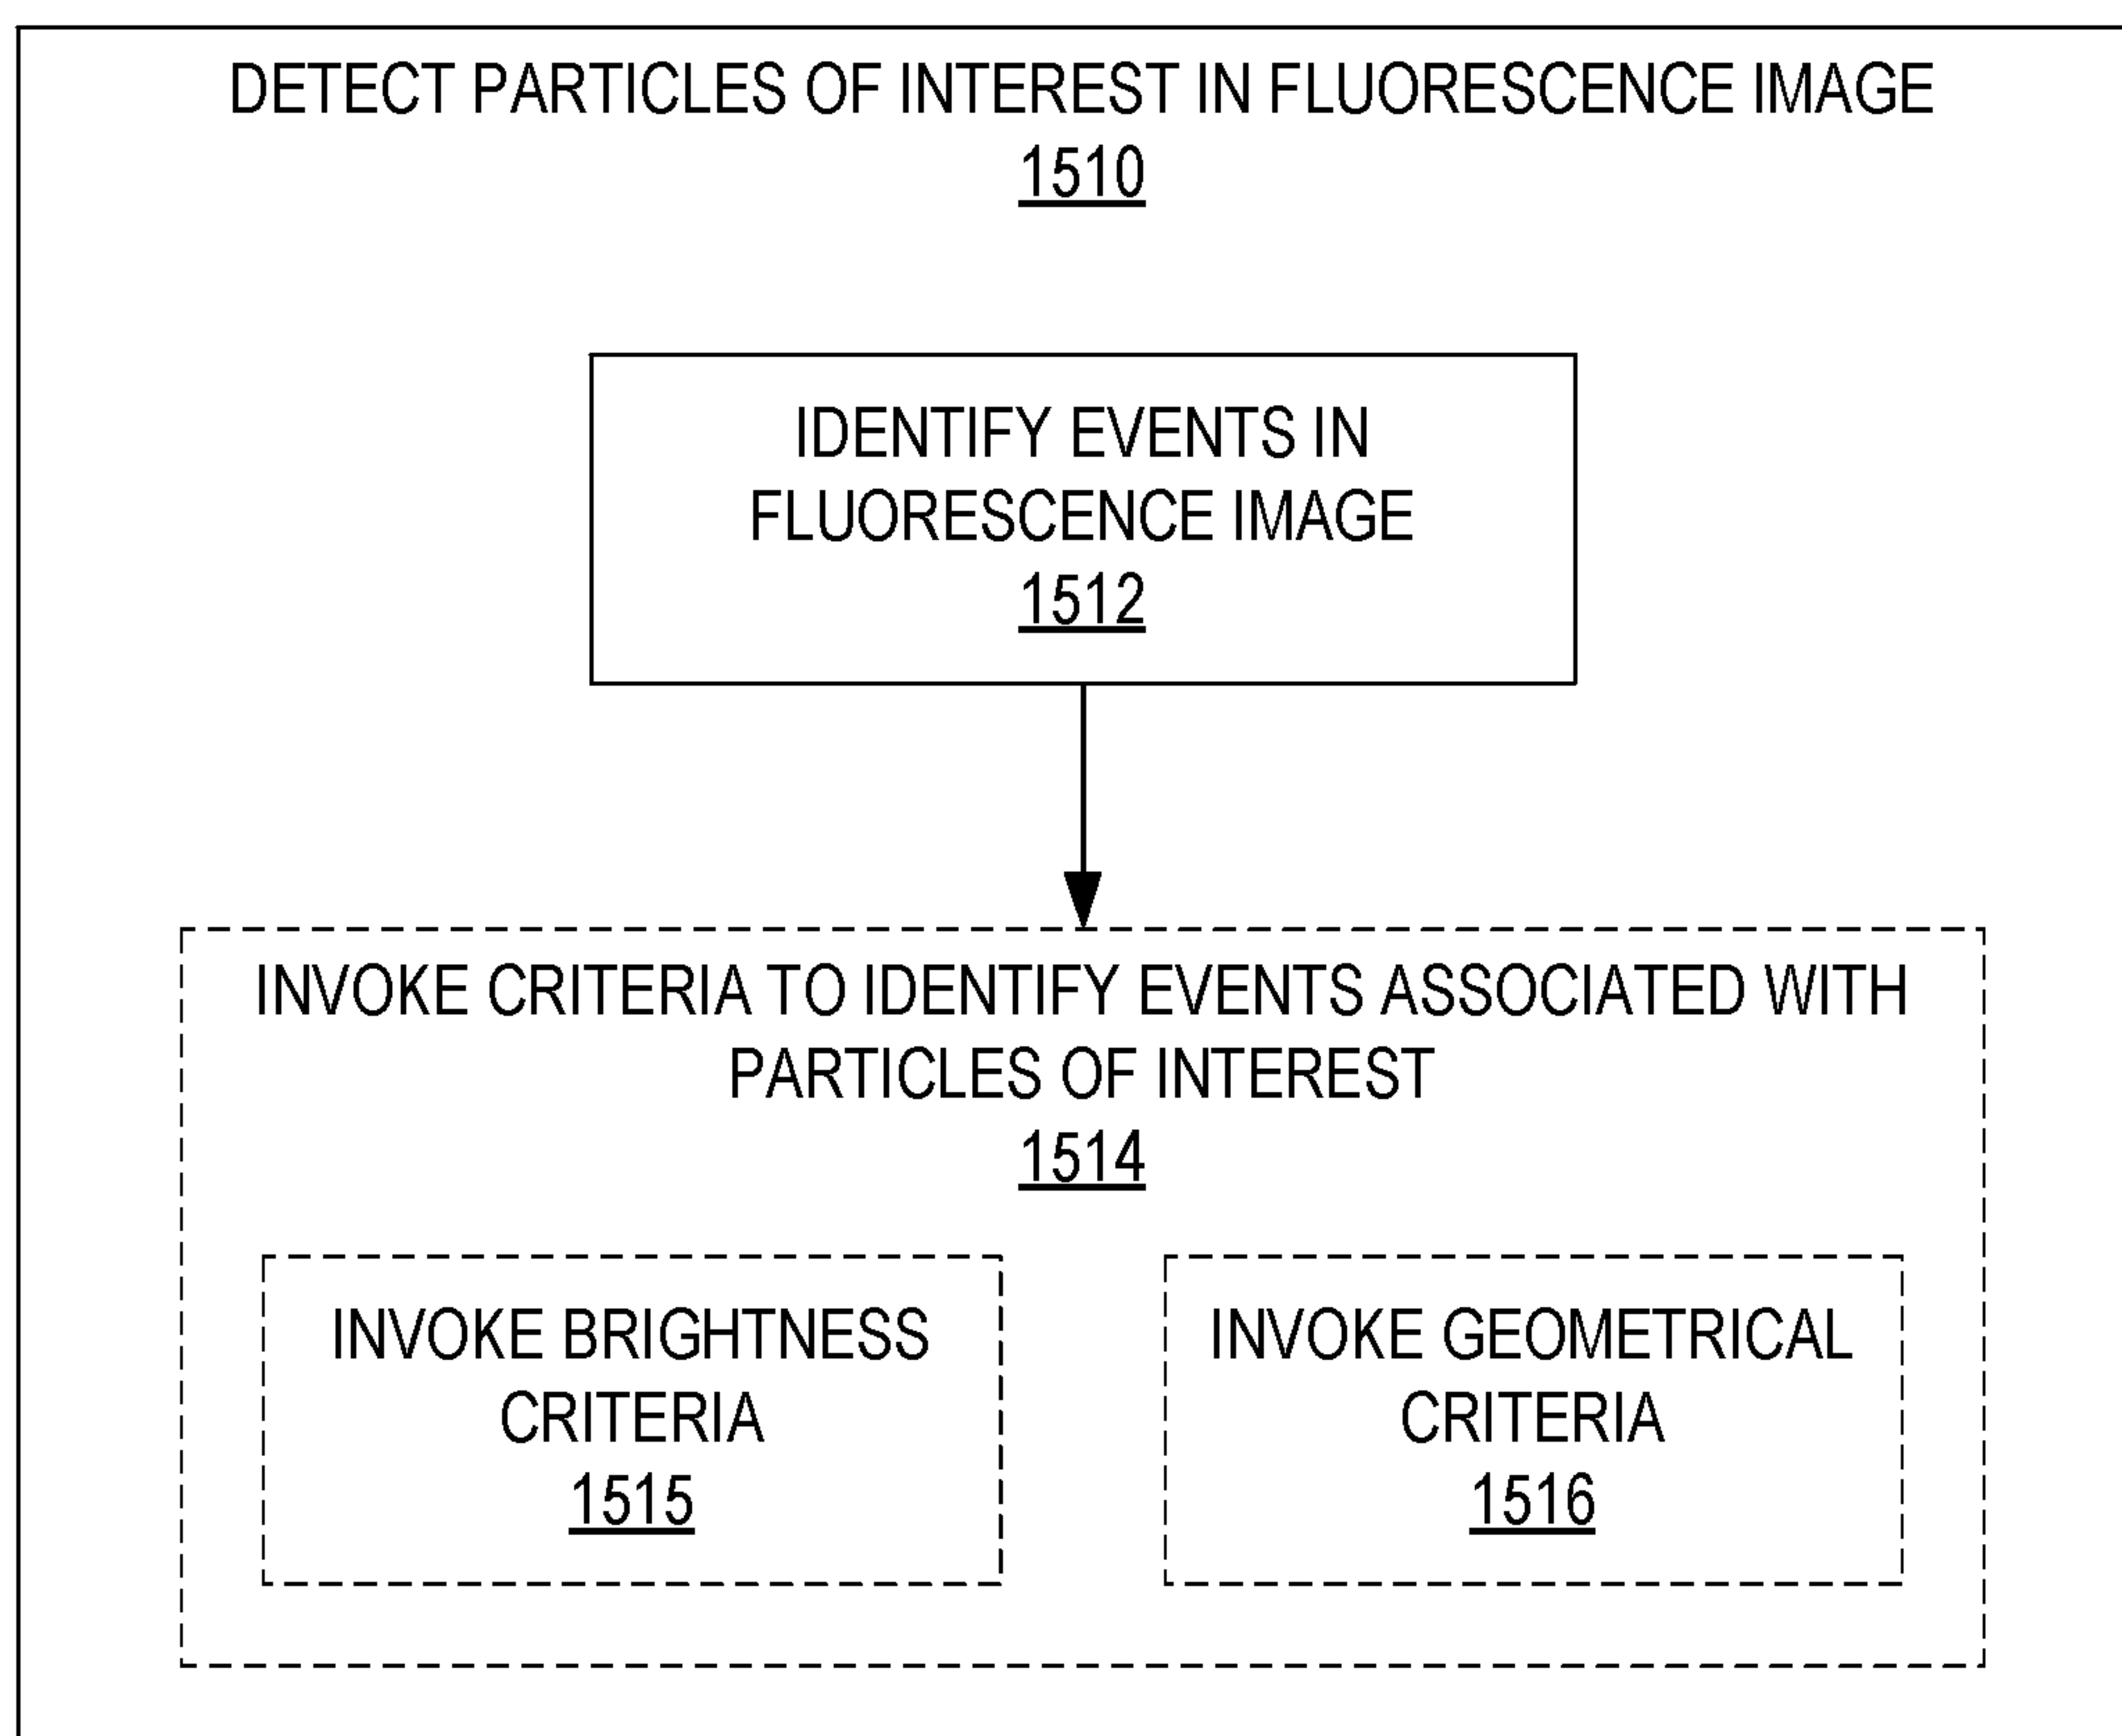 DETECT PARTICLES OF INTEREST IN FLUORESCENCE IMAGE
1510
IDENTIFY EVENTS IN
FLUORESCENCE IMAGE
1512
INVOKE CRITERIA TO IDENTIFY EVENTS ASSOCIATED WITH
PARTICLES OF INTEREST
1514
INVOKE BRIGHTNESS
CRITERIA
1515
INVOKE GEOMETRICAL
CRITERIA
1516